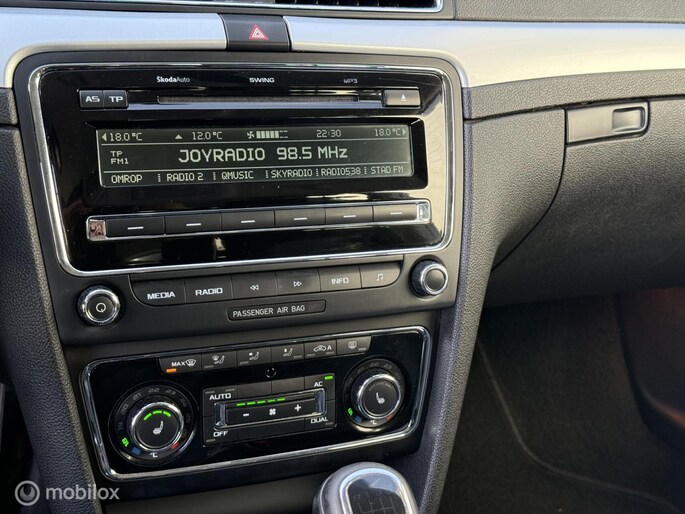 ŠkodaAuto SWING MP3
AS TP
18.0 °C 12.0 °C 22:30 18.0 °C
TP
FM1
JOYRADIO 98.5 MHz
OMROP RADIO 2 QMUSIC SKYRADIO RADIO538 STAD FM
MEDIA RADIO INFO
PASSENGER AIR BAG
MAX A
AUTO AC
OFF DUAL
°C °C
mobilox